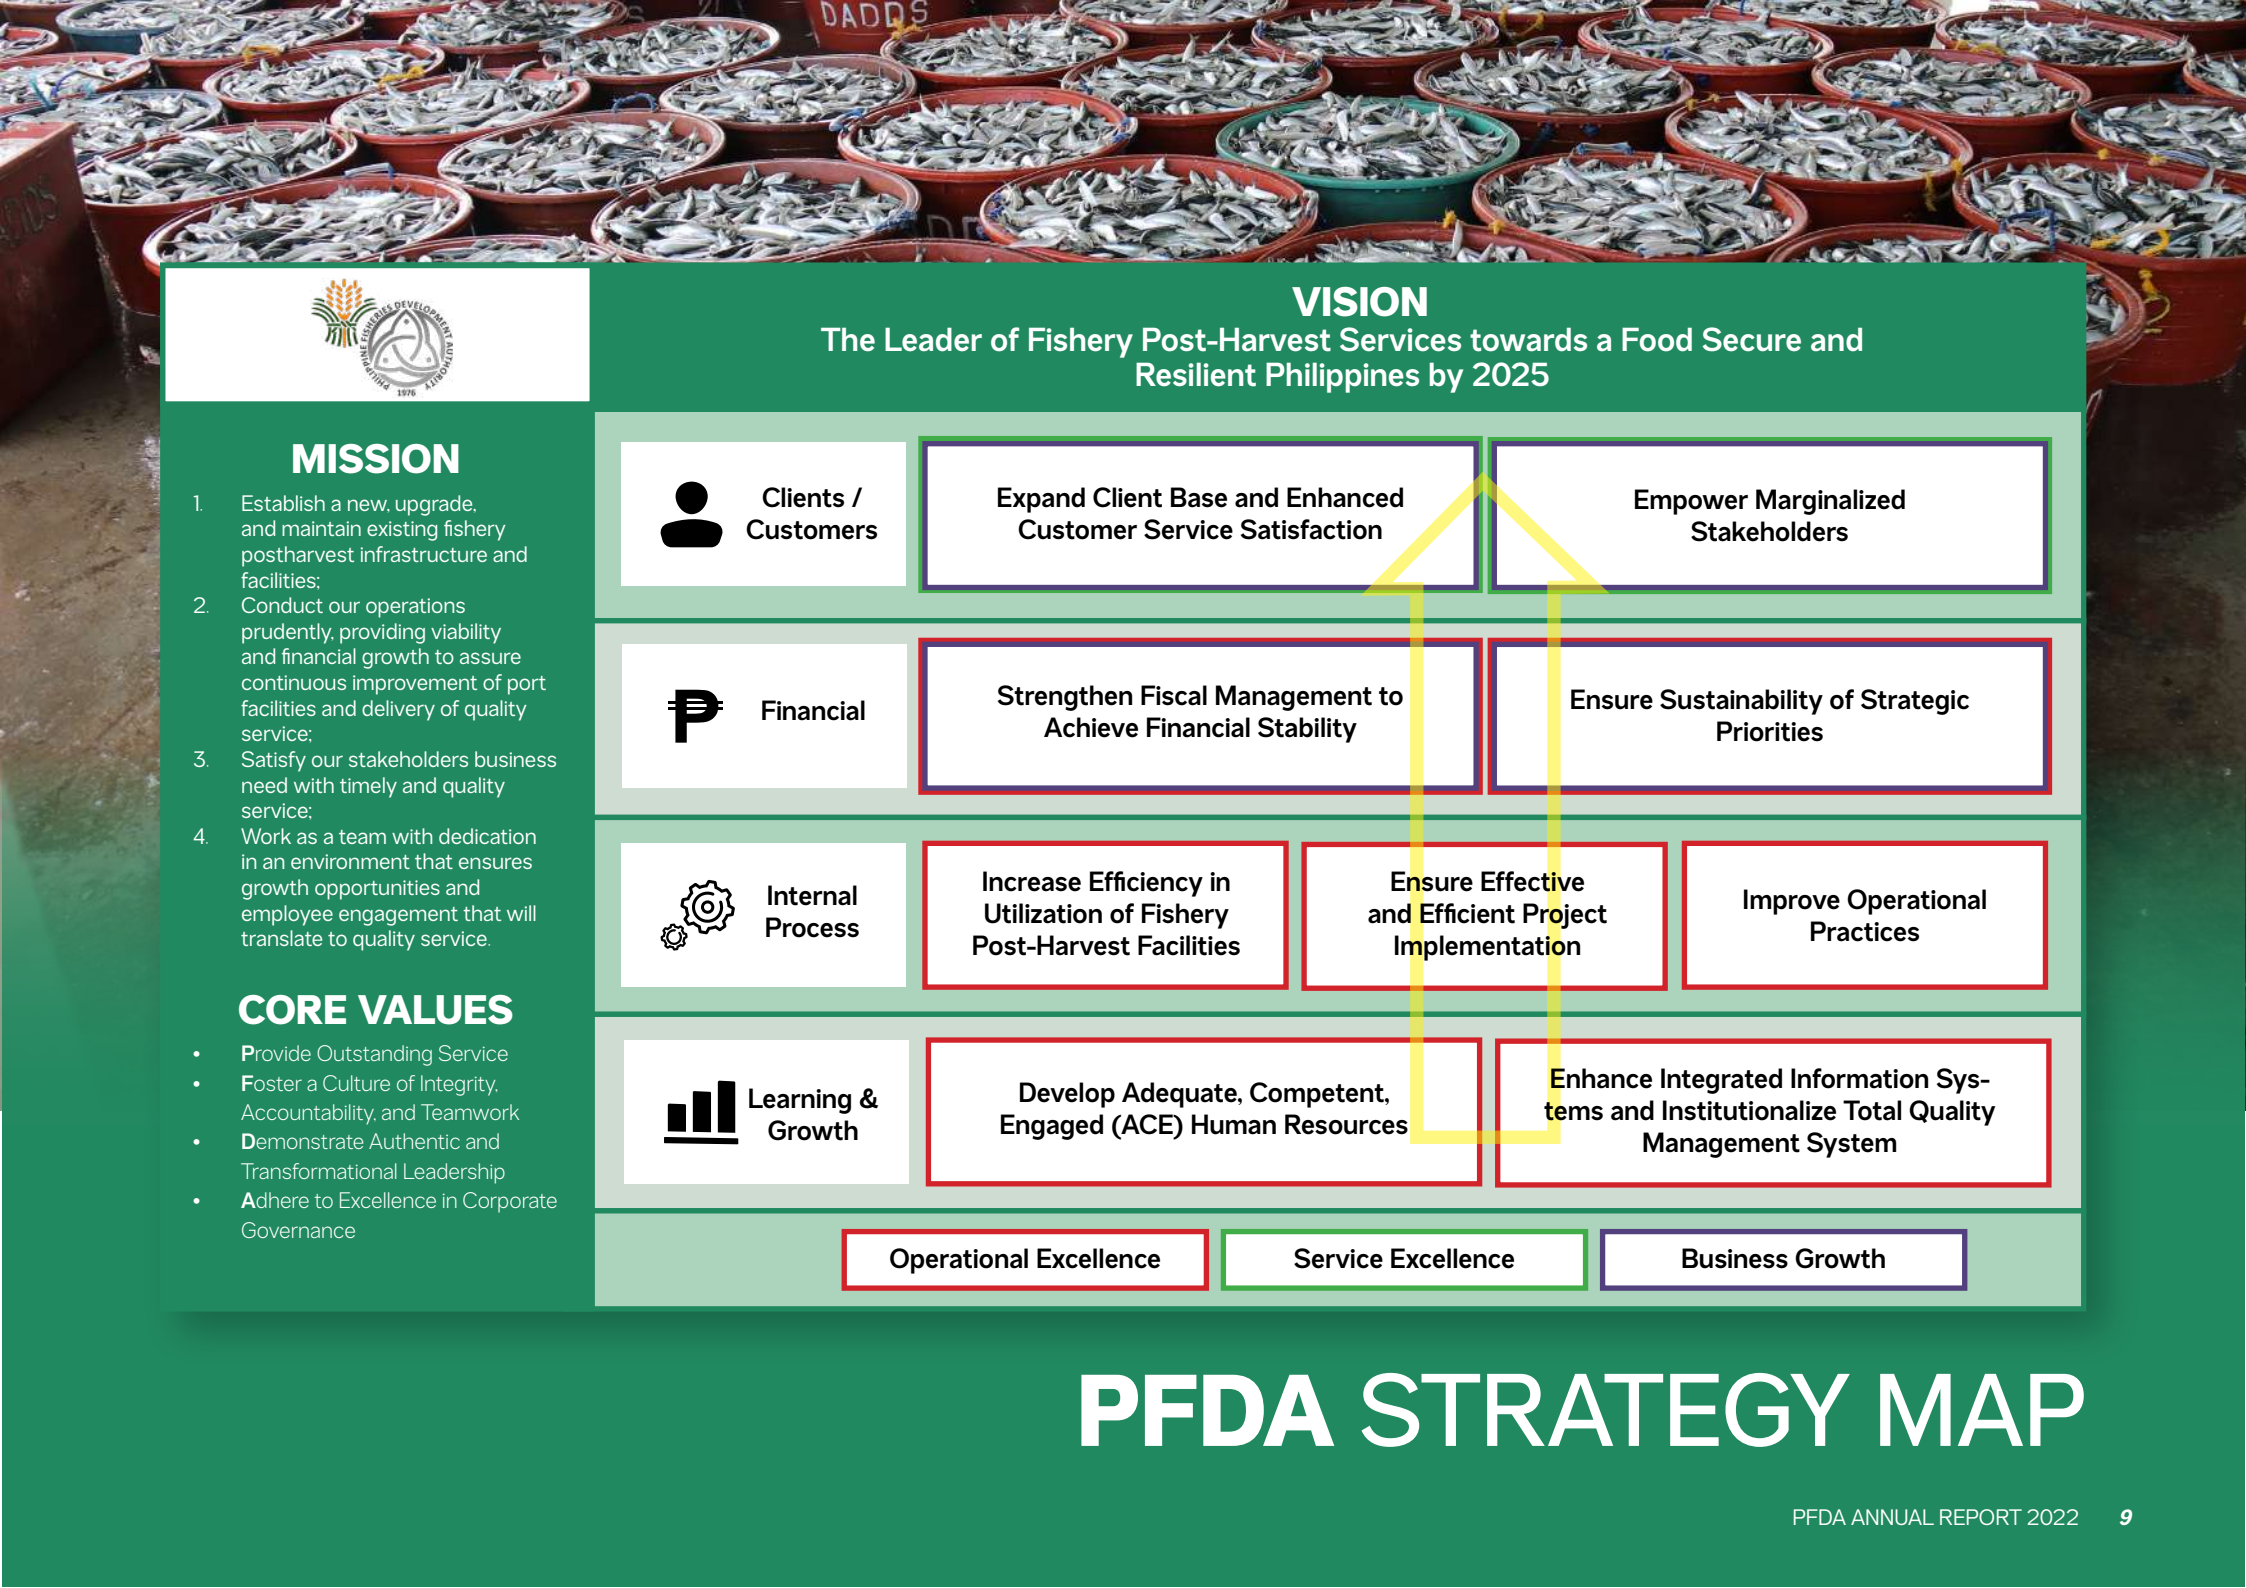 DADDS
PHILIPPINE FISHERIES DEVELOPMENT AUTHORITY
1976
VISION
The Leader of Fishery Post-Harvest Services towards a Food Secure and
Resilient Philippines by 2025
MISSION
1. Establish a new, upgrade,
and maintain existing fishery
postharvest infrastructure and
facilities;
2. Conduct our operations
prudently, providing viability
and financial growth to assure
continuous improvement of port
facilities and delivery of quality
service;
3. Satisfy our stakeholders business
need with timely and quality
service;
4. Work as a team with dedication
in an environment that ensures
growth opportunities and
employee engagement that will
translate to quality service.
CORE VALUES
• Provide Outstanding Service
• Foster a Culture of Integrity,
Accountability, and Teamwork
• Demonstrate Authentic and
Transformational Leadership
• Adhere to Excellence in Corporate
Governance
Clients /
Customers
Expand Client Base and Enhanced
Customer Service Satisfaction
Empower Marginalized
Stakeholders
Financial
Strengthen Fiscal Management to
Achieve Financial Stability
Ensure Sustainability of Strategic
Priorities
Internal
Process
Increase Efficiency in
Utilization of Fishery
Post-Harvest Facilities
Ensure Effective
and Efficient Project
Implementation
Improve Operational
Practices
Learning &
Growth
Develop Adequate, Competent,
Engaged (ACE) Human Resources
Enhance Integrated Information Sys-
tems and Institutionalize Total Quality
Management System
Operational Excellence
Service Excellence
Business Growth
PFDA STRATEGY MAP
PFDA ANNUAL REPORT 2022 9